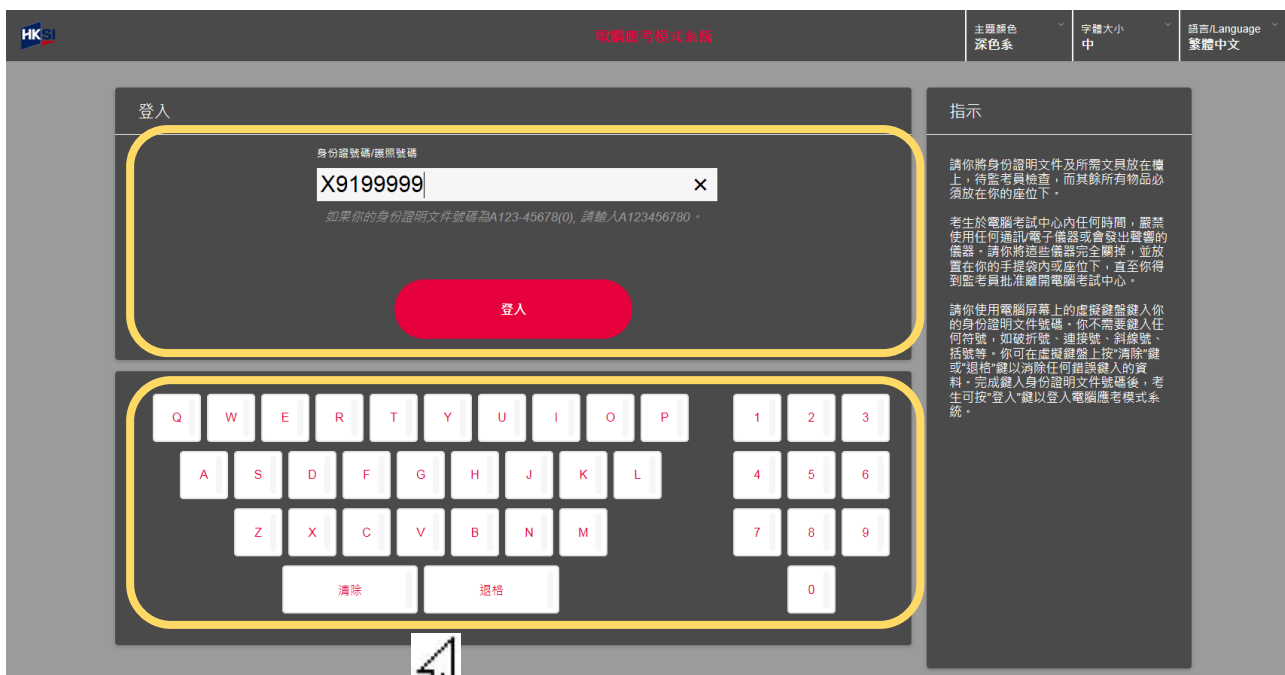 HKSI
電腦應考模式系統
主題顏色
深色系
字體大小
中
語言/Language
繁體中文
登入
身份證號碼/護照號碼
X9199999
如果你的身份證明文件號碼為A123-45678(0), 請輸入A123456780。
登入
Q W E R T Y U I O P 1 2 3
A S D F G H J K L 4 5 6
Z X C V B N M 7 8 9
清除 退格 0
指示
請你將身份證明文件及所需文具放在檯
上，待監考員檢查，而其餘所有物品必
須放在你的座位下。
考生於電腦考試中心內任何時間，嚴禁
使用任何通訊/電子儀器或會發出聲響的
儀器。請你將這些儀器完全關掉，並放
置在你的手提袋內或座位下，直至你得
到監考員批准離開電腦考試中心。
請你使用電腦屏幕上的虛擬鍵盤鍵入你
的身份證明文件號碼。你不需要鍵入任
何符號，如破折號、連接號、斜線號、
括號等。你可在虛擬鍵盤上按"清除"鍵
或"退格"鍵以消除任何錯誤鍵入的資
料。完成鍵入身份證明文件號碼後，考
生可按"登入"鍵以登入電腦應考模式系
統。